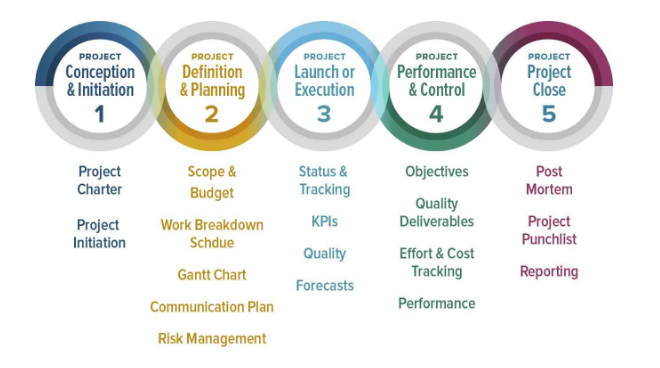 PROJECT
Conception
& Initiation
1
PROJECT
Definition
& Planning
2
PROJECT
Launch or
Execution
3
PROJECT
Performance
& Control
4
PROJECT
Project
Close
5
Project
Charter
Project
Initiation
Scope &
Budget
Work Breakdown
Schdue
Gantt Chart
Communication Plan
Risk Management
Status &
Tracking
KPIs
Quality
Forecasts
Objectives
Quality
Deliverables
Effort & Cost
Tracking
Performance
Post
Mortem
Project
Punchlist
Reporting